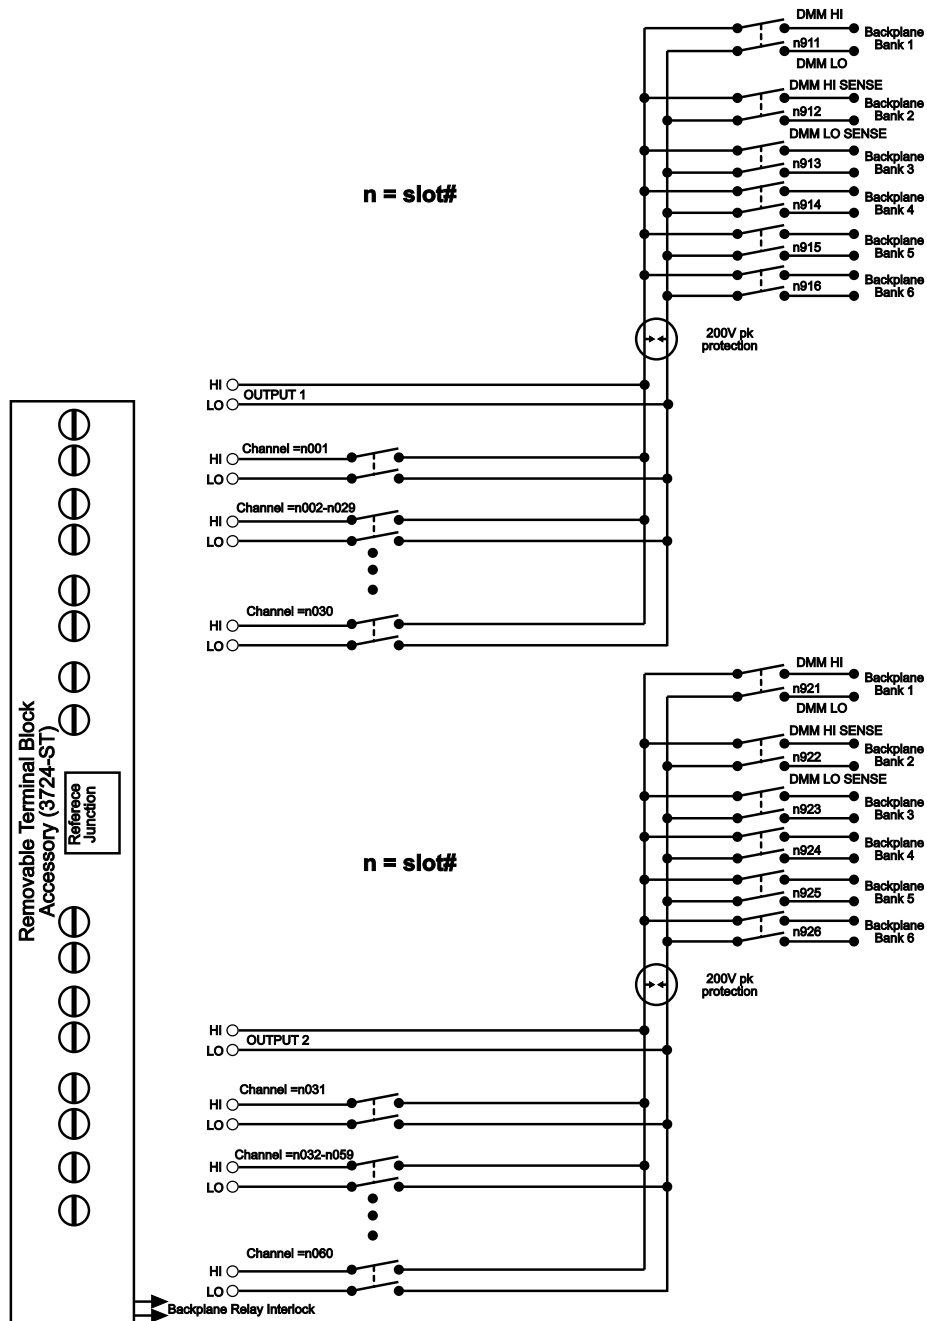 DMM HI
Backplane
Bank 1
n911
DMM LO
DMM HI SENSE
Backplane
Bank 2
n912
DMM LO SENSE
Backplane
Bank 3
n913
n = slot#
Backplane
Bank 4
n914
Backplane
Bank 5
n915
Backplane
Bank 6
n916
200V pk
protection
HI
OUTPUT 1
LO
Channel =n001
HI
LO
Channel =n002-n029
HI
LO
Channel =n030
HI
LO
DMM HI
Backplane
Bank 1
n921
DMM LO
DMM HI SENSE
Backplane
Bank 2
n922
DMM LO SENSE
Backplane
Bank 3
n923
Removable Terminal Block
Accessory (3724-ST)
Referece
Junction
n = slot#
Backplane
Bank 4
n924
Backplane
Bank 5
n925
Backplane
Bank 6
n926
200V pk
protection
HI
OUTPUT 2
LO
Channel =n031
HI
LO
Channel =n032-n059
HI
LO
Channel =n060
HI
LO
Backplane Relay Interlock